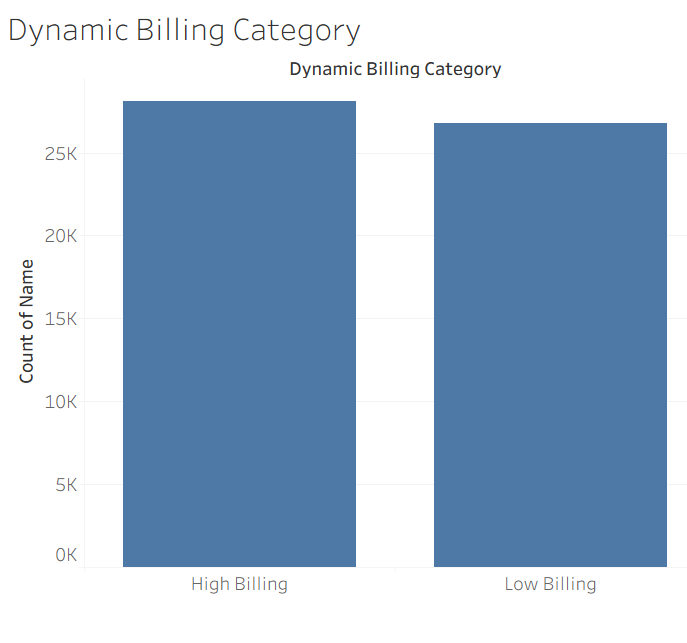 Dynamic Billing Category
Dynamic Billing Category
25K
20K
15K
10K
5K
0K
Count of Name
High Billing
Low Billing